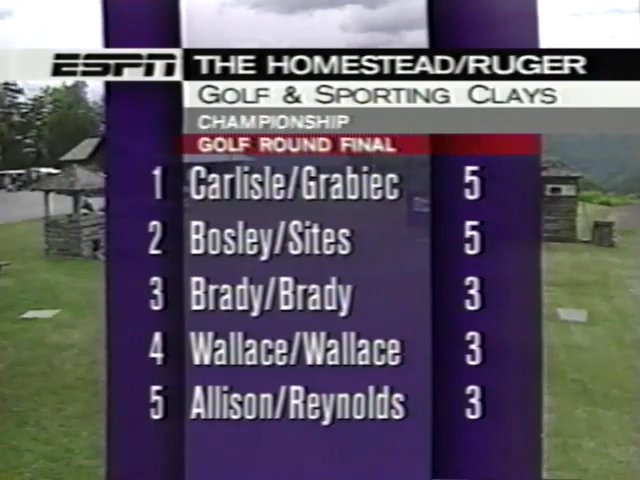 ESPN THE HOMESTEAD/RUGER
GOLF & SPORTING CLAYS
CHAMPIONSHIP
GOLF ROUND FINAL
1 Carlisle/Grabiec 5
2 Bosley/Sites 5
3 Brady/Brady 3
4 Wallace/Wallace 3
5 Allison/Reynolds 3